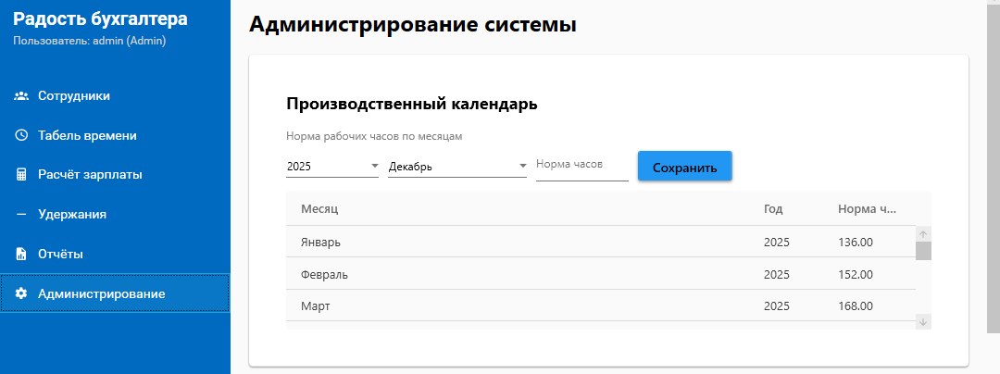 Радость бухгалтера
Пользователь: admin (Admin)
Сотрудники
Табель времени
Расчёт зарплаты
Удержания
Отчёты
Администрирование
Администрирование системы
Производственный календарь
Норма рабочих часов по месяцам
2025 Декабрь Норма часов Сохранить
Месяц Год Норма ч...
Январь 2025 136.00
Февраль 2025 152.00
Март 2025 168.00